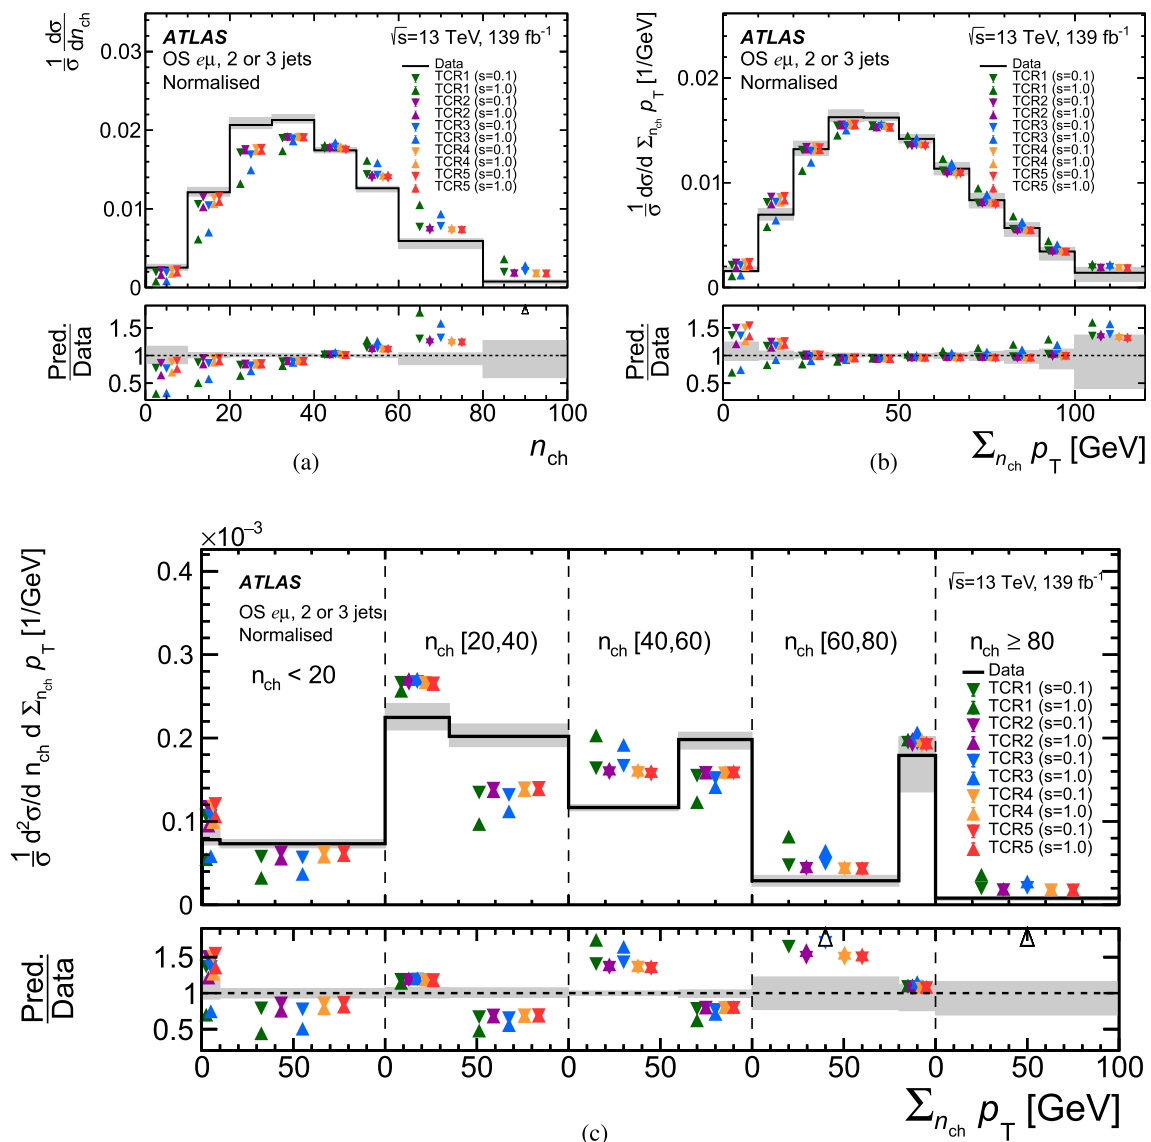 1/σ dσ/dn_ch
0.03
0.02
0.01
0
ATLAS
OS eμ, 2 or 3 jets
Normalised
√s=13 TeV, 139 fb⁻¹
Data
TCR1 (s=0.1)
TCR1 (s=1.0)
TCR2 (s=0.1)
TCR2 (s=1.0)
TCR3 (s=0.1)
TCR3 (s=1.0)
TCR4 (s=0.1)
TCR4 (s=1.0)
TCR5 (s=0.1)
TCR5 (s=1.0)
Pred./Data
1.5
1
0.5
0 20 40 60 80 100
n_ch
(a)
1/σ dσ/d Σ_{n_ch} p_T [1/GeV]
0.02
0.01
0
ATLAS
OS eμ, 2 or 3 jets
Normalised
√s=13 TeV, 139 fb⁻¹
Data
TCR1 (s=0.1)
TCR1 (s=1.0)
TCR2 (s=0.1)
TCR2 (s=1.0)
TCR3 (s=0.1)
TCR3 (s=1.0)
TCR4 (s=0.1)
TCR4 (s=1.0)
TCR5 (s=0.1)
TCR5 (s=1.0)
Pred./Data
1.5
1
0.5
0 50 100
Σ_{n_ch} p_T [GeV]
(b)
×10⁻³
1/σ d²σ/d n_ch d Σ_{n_ch} p_T [1/GeV]
0.4
0.3
0.2
0.1
0
ATLAS
OS eμ, 2 or 3 jets
Normalised
√s=13 TeV, 139 fb⁻¹
n_ch < 20
n_ch [20,40)
n_ch [40,60)
n_ch [60,80)
n_ch ≥ 80
Data
TCR1 (s=0.1)
TCR1 (s=1.0)
TCR2 (s=0.1)
TCR2 (s=1.0)
TCR3 (s=0.1)
TCR3 (s=1.0)
TCR4 (s=0.1)
TCR4 (s=1.0)
TCR5 (s=0.1)
TCR5 (s=1.0)
Pred./Data
1.5
1
0.5
0 50 0 50 0 50 0 50 0 50 100
Σ_{n_ch} p_T [GeV]
(c)